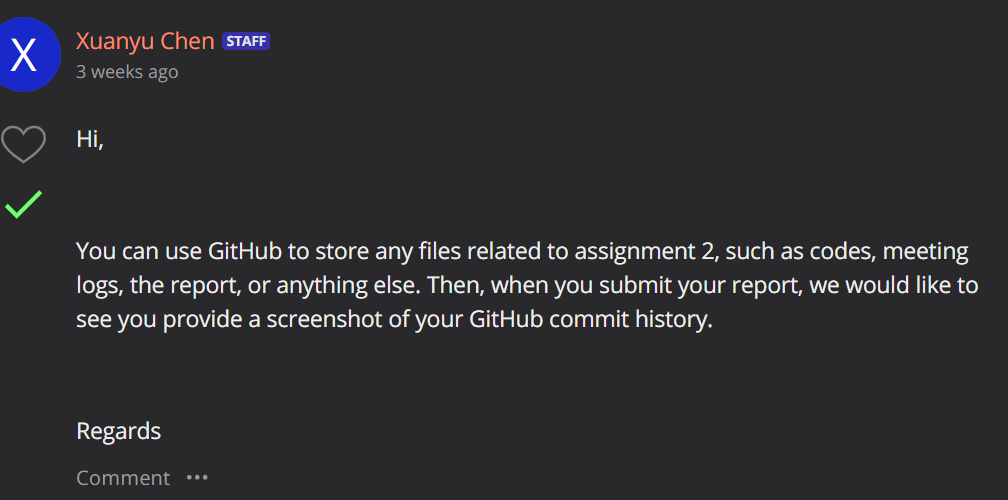 X
Xuanyu Chen STAFF
3 weeks ago
Hi,
You can use GitHub to store any files related to assignment 2, such as codes, meeting
logs, the report, or anything else. Then, when you submit your report, we would like to
see you provide a screenshot of your GitHub commit history.
Regards
Comment •••